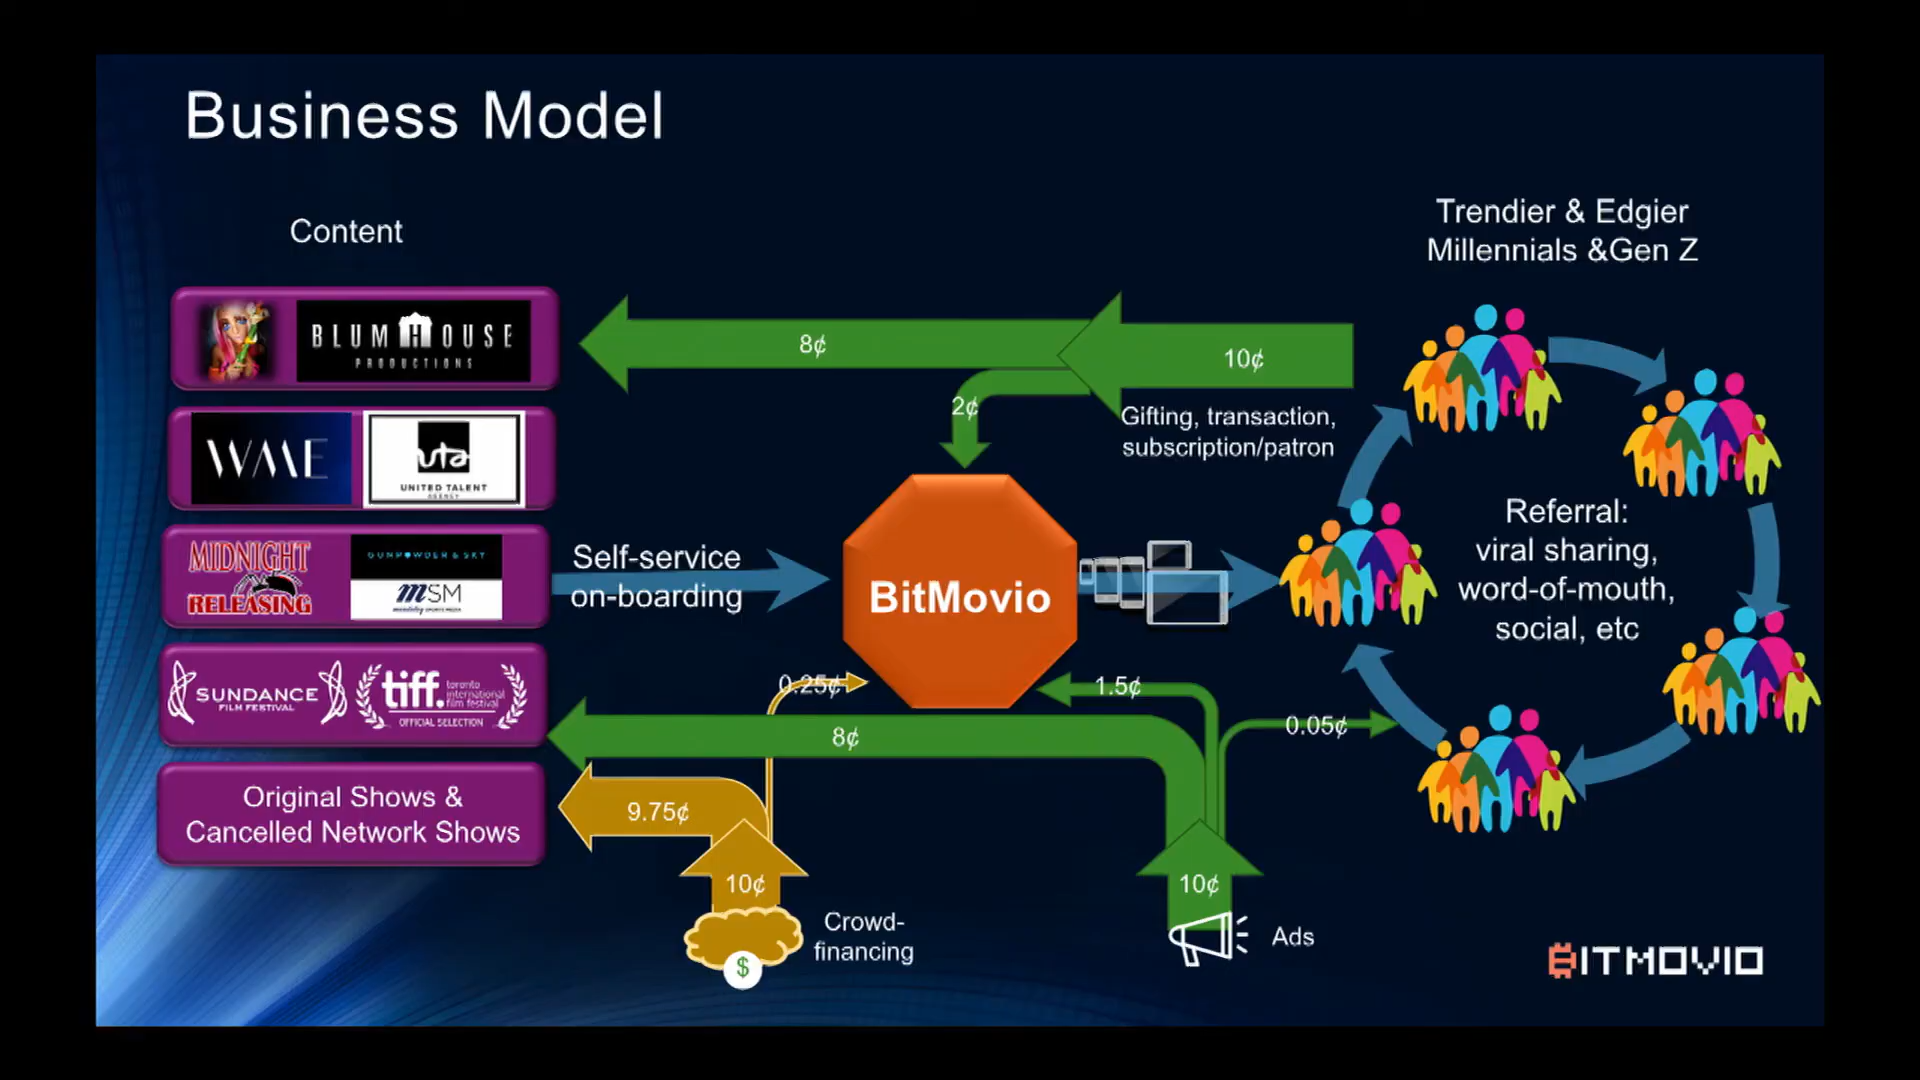 Business Model
Content
Trendier & Edgier
Millennials &Gen Z
BLUMHOUSE
PRODUCTIONS
8¢
10¢
2¢
Gifting, transaction,
subscription/patron
WME
uta
UNITED TALENT
AGENCY
MIDNIGHT
RELEASING
GUNPOWDER & SKY
mSM
Self-service
on-boarding
BitMovio
Referral:
viral sharing,
word-of-mouth,
social, etc
SUNDANCE
FILM FESTIVAL
tiff.
toronto
international
film festival
OFFICIAL SELECTION
0.25¢
1.5¢
0.05¢
8¢
Original Shows &
Cancelled Network Shows
9.75¢
10¢
Crowd-
financing
$
10¢
Ads
BITMOVIO